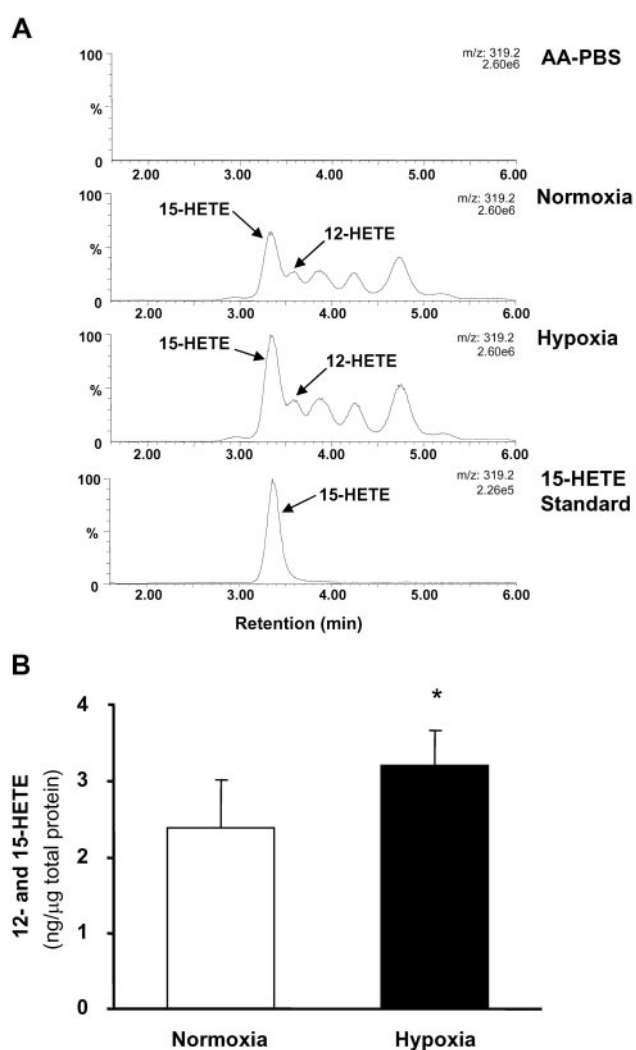 A
m/z: 319.2
2.60e6
AA-PBS
100
%
0
2.00 3.00 4.00 5.00 6.00
m/z: 319.2
2.60e6
Normoxia
100
15-HETE
12-HETE
%
0
2.00 3.00 4.00 5.00 6.00
m/z: 319.2
2.60e6
Hypoxia
100
15-HETE
12-HETE
%
0
2.00 3.00 4.00 5.00 6.00
m/z: 319.2
2.26e5
15-HETE
Standard
100
15-HETE
%
0
2.00 3.00 4.00 5.00 6.00
Retention (min)
B
12- and 15-HETE
(ng/μg total protein)
4
3
2
1
0
*
Normoxia Hypoxia